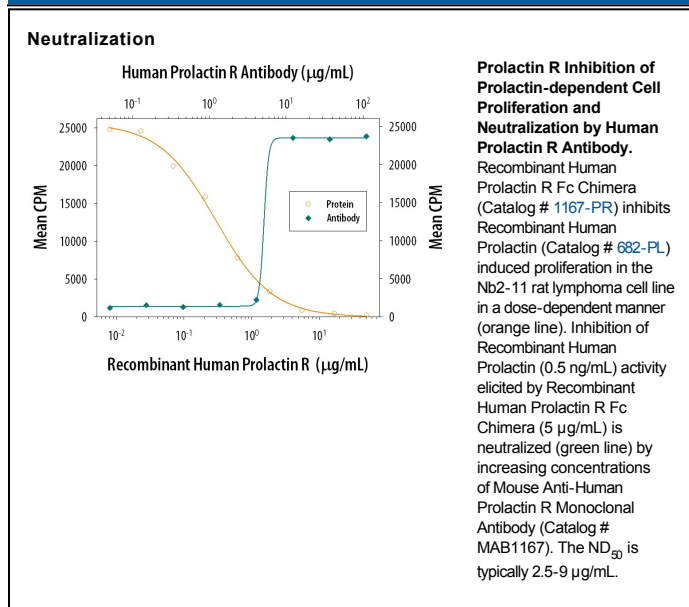 Neutralization
Human Prolactin R Antibody (µg/mL)
10⁻¹ 10⁰ 10¹ 10²
25000 25000
20000 20000
15000 15000
10000 10000
5000 5000
0 0
Mean CPM
Mean CPM
Protein
Antibody
10⁻² 10⁻¹ 10⁰ 10¹
Recombinant Human Prolactin R (µg/mL)
Prolactin R Inhibition of
Prolactin-dependent Cell
Proliferation and
Neutralization by Human
Prolactin R Antibody.
Recombinant Human
Prolactin R Fc Chimera
(Catalog # 1167-PR) inhibits
Recombinant Human
Prolactin (Catalog # 682-PL)
induced proliferation in the
Nb2-11 rat lymphoma cell line
in a dose-dependent manner
(orange line). Inhibition of
Recombinant Human
Prolactin (0.5 ng/mL) activity
elicited by Recombinant
Human Prolactin R Fc
Chimera (5 µg/mL) is
neutralized (green line) by
increasing concentrations
of Mouse Anti-Human
Prolactin R Monoclonal
Antibody (Catalog #
MAB1167). The ND₅₀ is
typically 2.5-9 µg/mL.